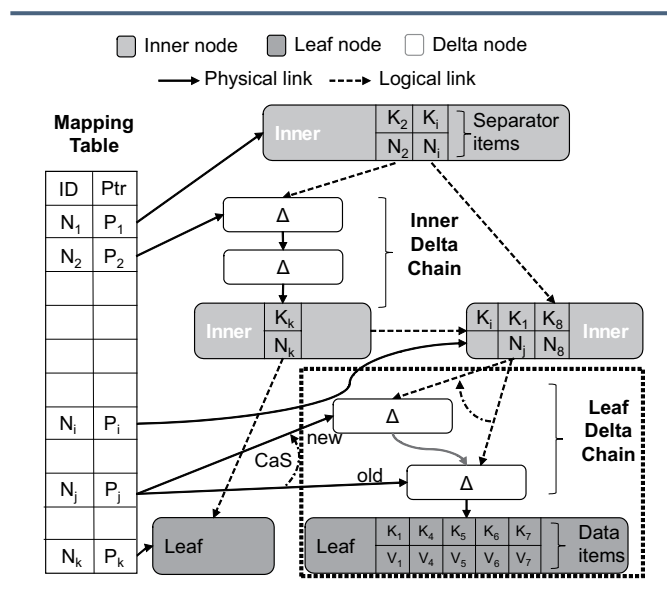 Inner node Leaf node Delta node
Physical link Logical link
Mapping
Table
ID Ptr
N₁ P₁
N₂ P₂
Nᵢ Pᵢ
Nⱼ Pⱼ
Nₖ Pₖ
Inner
K₂ Kᵢ
N₂ Nᵢ
Separator
items
Δ
Δ
Inner
Delta
Chain
Inner
Kₖ
Nₖ
Kᵢ K₁ K₈
Nⱼ N₈
Inner
Δ
new
CaS
old
Δ
Leaf
Delta
Chain
Leaf
Leaf
K₁ K₄ K₅ K₆ K₇
V₁ V₄ V₅ V₆ V₇
Data
items